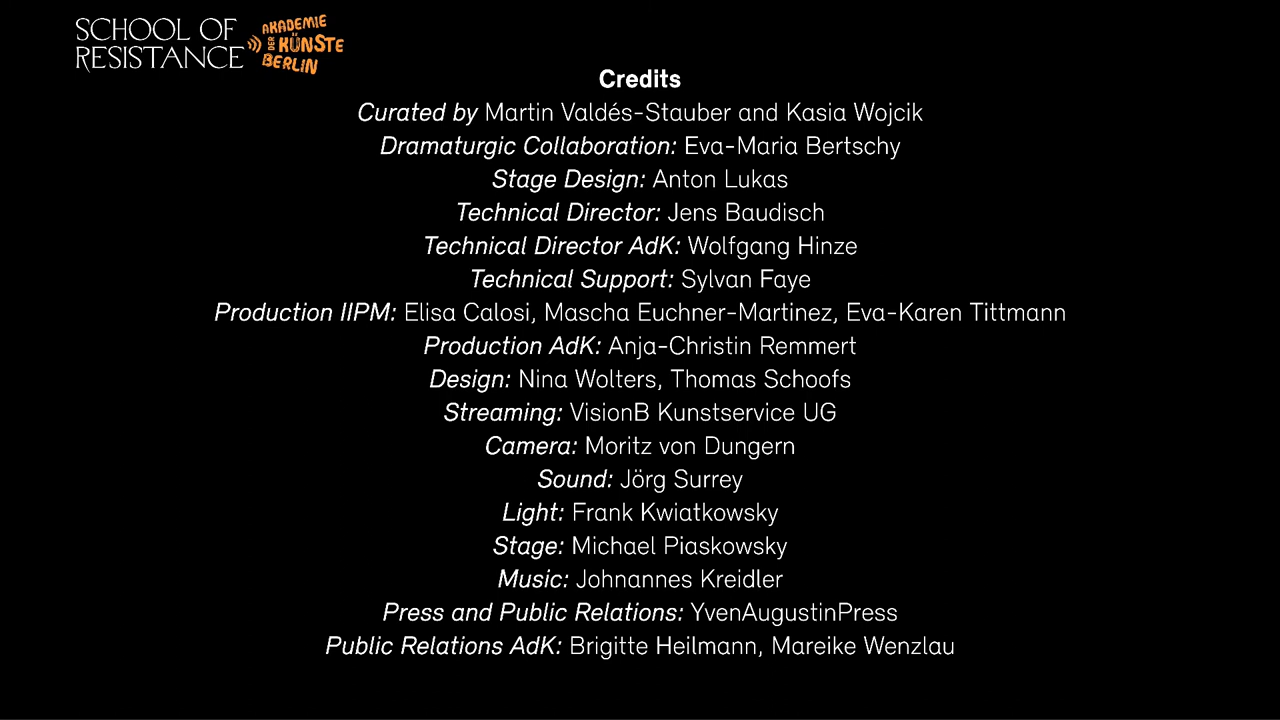 SCHOOL OF
RESISTANCE
AKADEMIE
DER KÜNSTE
BERLIN
Credits
Curated by Martin Valdés-Stauber and Kasia Wojcik
Dramaturgic Collaboration: Eva-Maria Bertschy
Stage Design: Anton Lukas
Technical Director: Jens Baudisch
Technical Director AdK: Wolfgang Hinze
Technical Support: Sylvan Faye
Production IIPM: Elisa Calosi, Mascha Euchner-Martinez, Eva-Karen Tittmann
Production AdK: Anja-Christin Remmert
Design: Nina Wolters, Thomas Schoofs
Streaming: VisionB Kunstservice UG
Camera: Moritz von Dungern
Sound: Jörg Surrey
Light: Frank Kwiatkowsky
Stage: Michael Piaskowsky
Music: Johnannes Kreidler
Press and Public Relations: YvenAugustinPress
Public Relations AdK: Brigitte Heilmann, Mareike Wenzlau